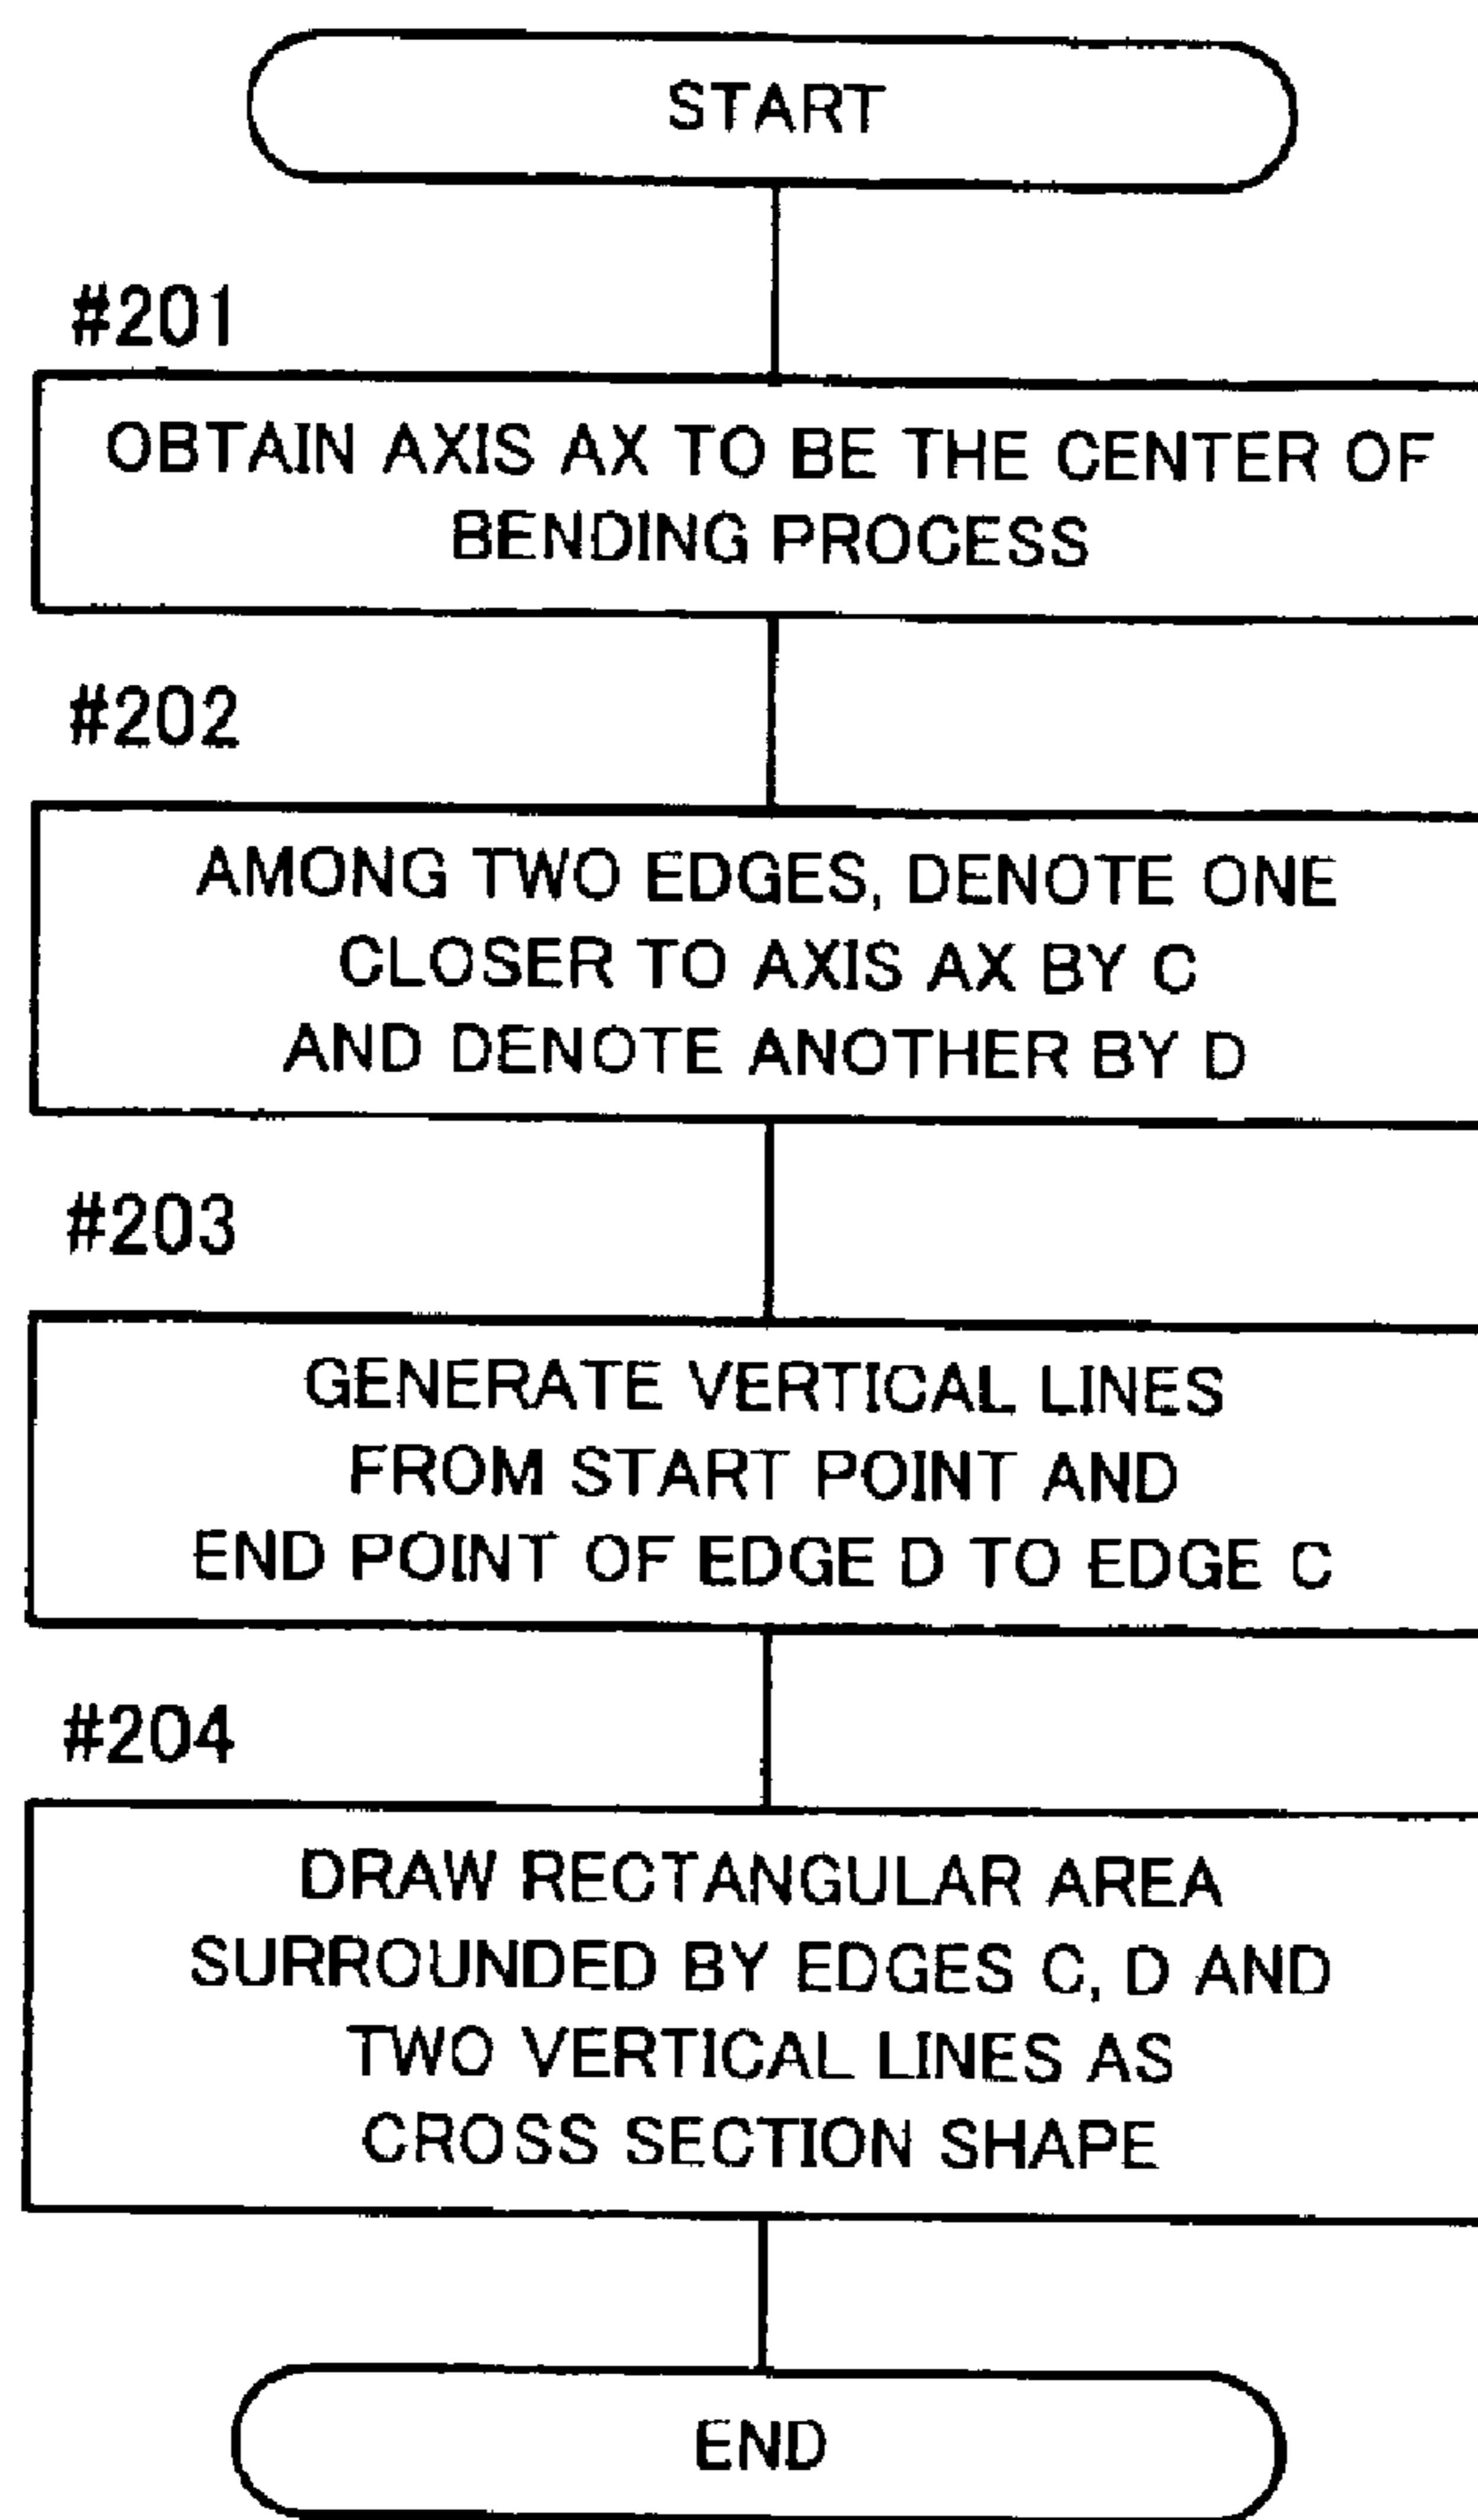 START
#201
OBTAIN AXIS AX TO BE THE CENTER OF
BENDING PROCESS
#202
AMONG TWO EDGES, DENOTE ONE
CLOSER TO AXIS AX BY C
AND DENOTE ANOTHER BY D
#203
GENERATE VERTICAL LINES
FROM START POINT AND
END POINT OF EDGE D TO EDGE C
#204
DRAW RECTANGULAR AREA
SURROUNDED BY EDGES C, D AND
TWO VERTICAL LINES AS
CROSS SECTION SHAPE
END